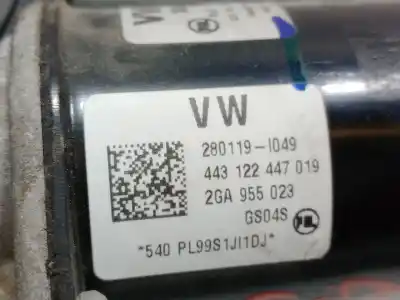 VW
280119-I049
443 122 447 019
2GA 955 023
GS04S
*540 PL99S1JI1DJ*